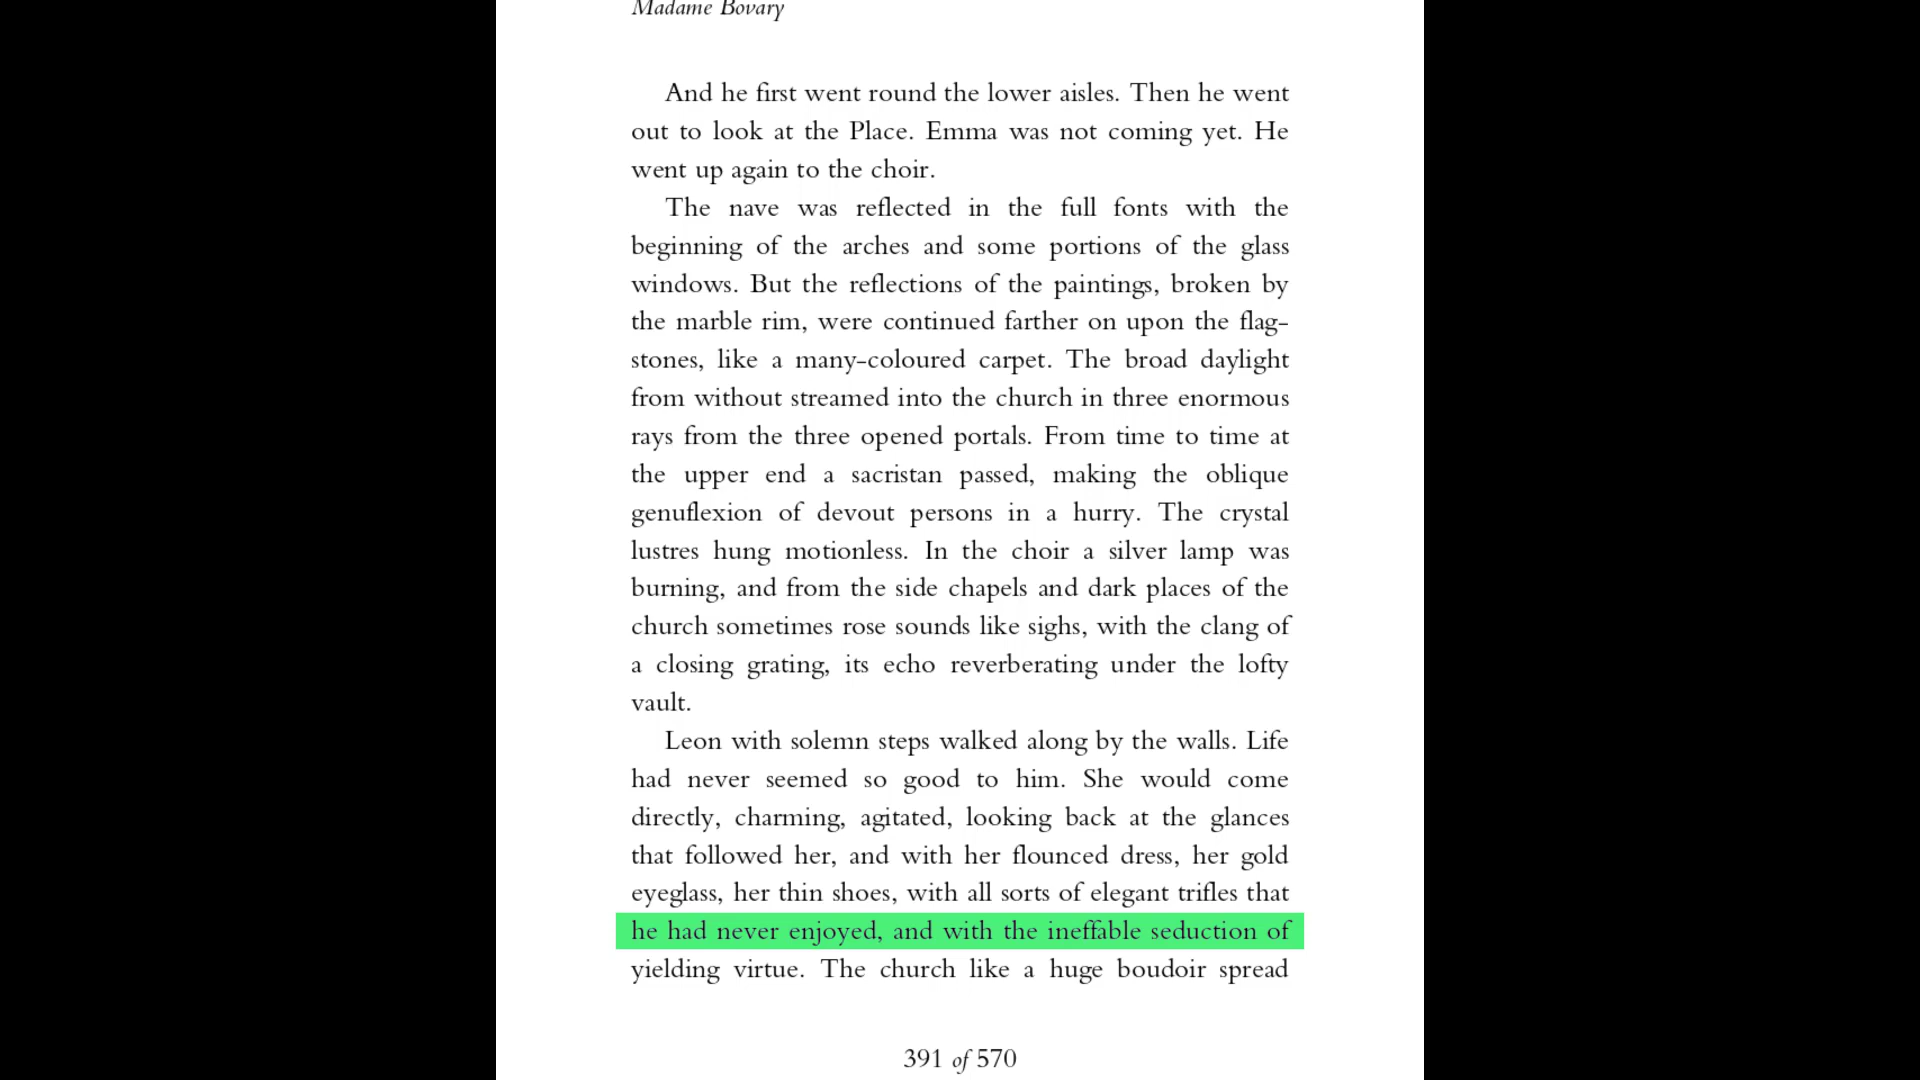 Madame Bovary
And he first went round the lower aisles. Then he went
out to look at the Place. Emma was not coming yet. He
went up again to the choir.
The nave was reflected in the full fonts with the
beginning of the arches and some portions of the glass
windows. But the reflections of the paintings, broken by
the marble rim, were continued farther on upon the flag-
stones, like a many-coloured carpet. The broad daylight
from without streamed into the church in three enormous
rays from the three opened portals. From time to time at
the upper end a sacristan passed, making the oblique
genuflexion of devout persons in a hurry. The crystal
lustres hung motionless. In the choir a silver lamp was
burning, and from the side chapels and dark places of the
church sometimes rose sounds like sighs, with the clang of
a closing grating, its echo reverberating under the lofty
vault.
Leon with solemn steps walked along by the walls. Life
had never seemed so good to him. She would come
directly, charming, agitated, looking back at the glances
that followed her, and with her flounced dress, her gold
eyeglass, her thin shoes, with all sorts of elegant trifles that
he had never enjoyed, and with the ineffable seduction of
yielding virtue. The church like a huge boudoir spread
391 of 570